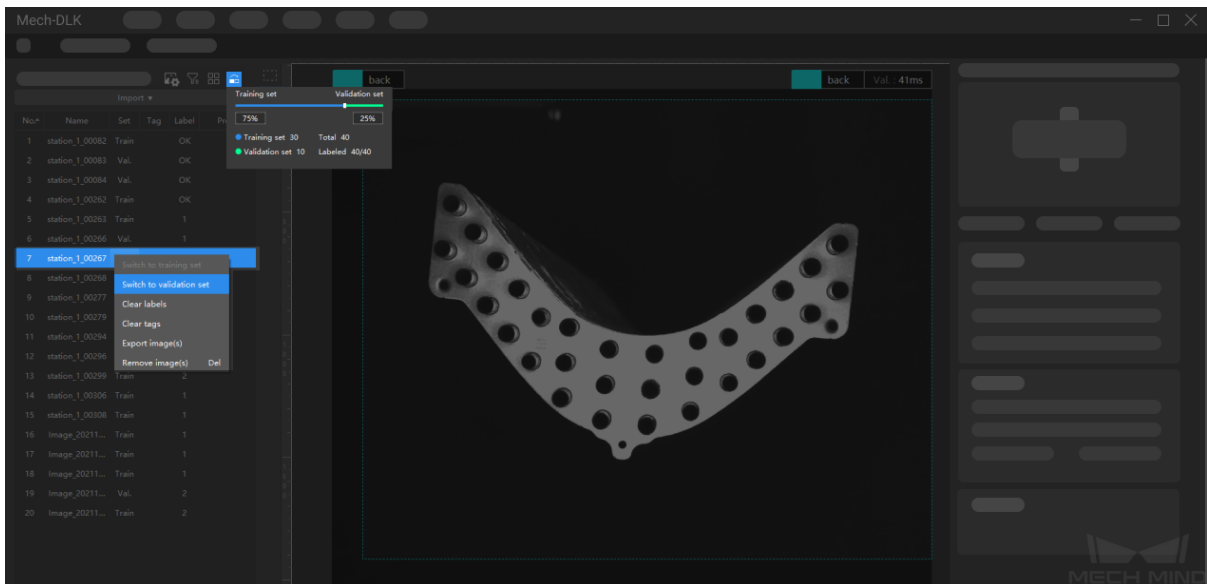 Mech-DLK
back
back Val.: 41ms
Training set Validation set
75% 25%
Training set 30 Total 40
Validation set 10 Labeled 40/40
Import
No. Name Set Tag Label
1 station_1_00082 Train OK
2 station_1_00083 Val. OK
3 station_1_00084 Val. OK
4 station_1_00262 Train OK
5 station_1_00263 Train 1
6 station_1_00266 Val. 1
7 station_1_00267
8 station_1_00268
9 station_1_00277
10 station_1_00279
11 station_1_00294
12 station_1_00296
13 station_1_00299 Train 2
14 station_1_00306 Train 1
15 station_1_00308 Train 1
16 Image_20211... Train 1
17 Image_20211... Train 1
18 Image_20211... Train 1
19 Image_20211... Val. 2
20 Image_20211... Train 2
Switch to training set
Switch to validation set
Clear labels
Clear tags
Export image(s)
Remove image(s) Del
MECH MIND